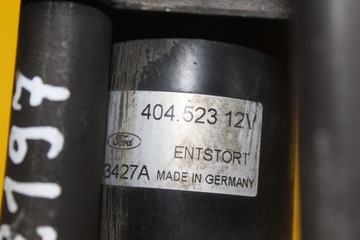 404.523 12V
Ford
ENTSTORT
3427A MADE IN GERMANY